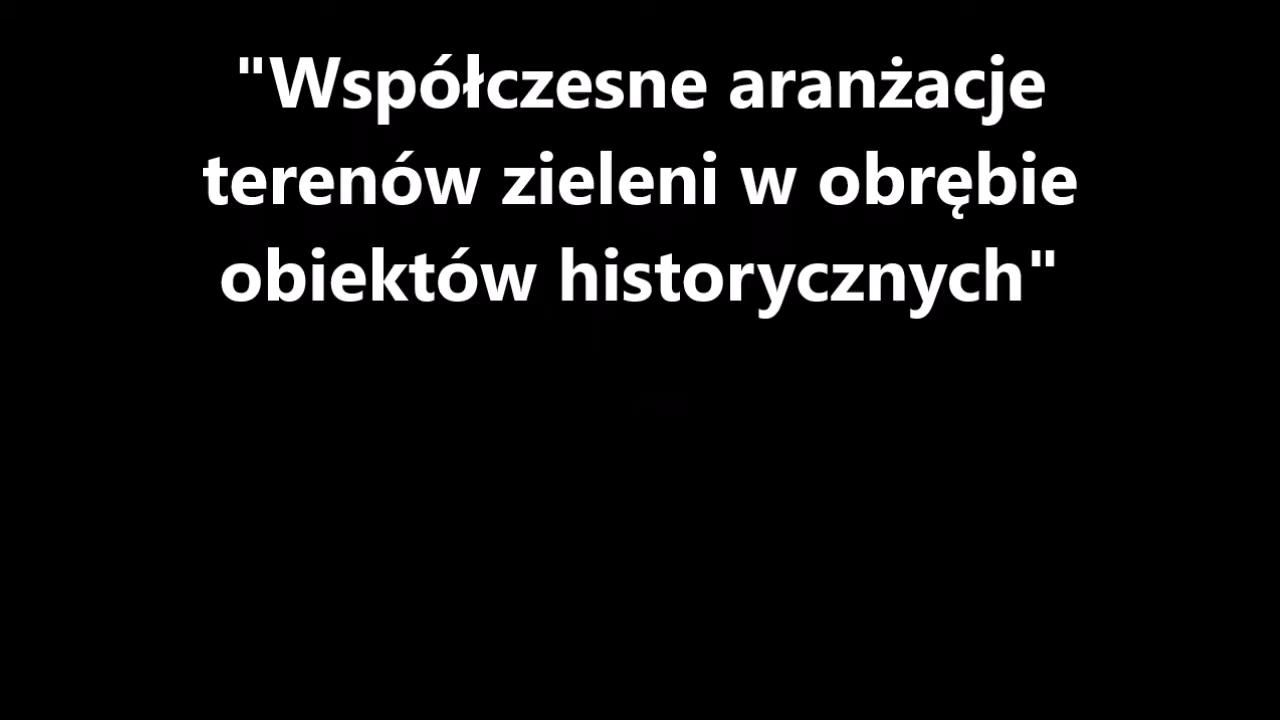 "Współczesne aranżacje
terenów zieleni w obrębie
obiektów historycznych"